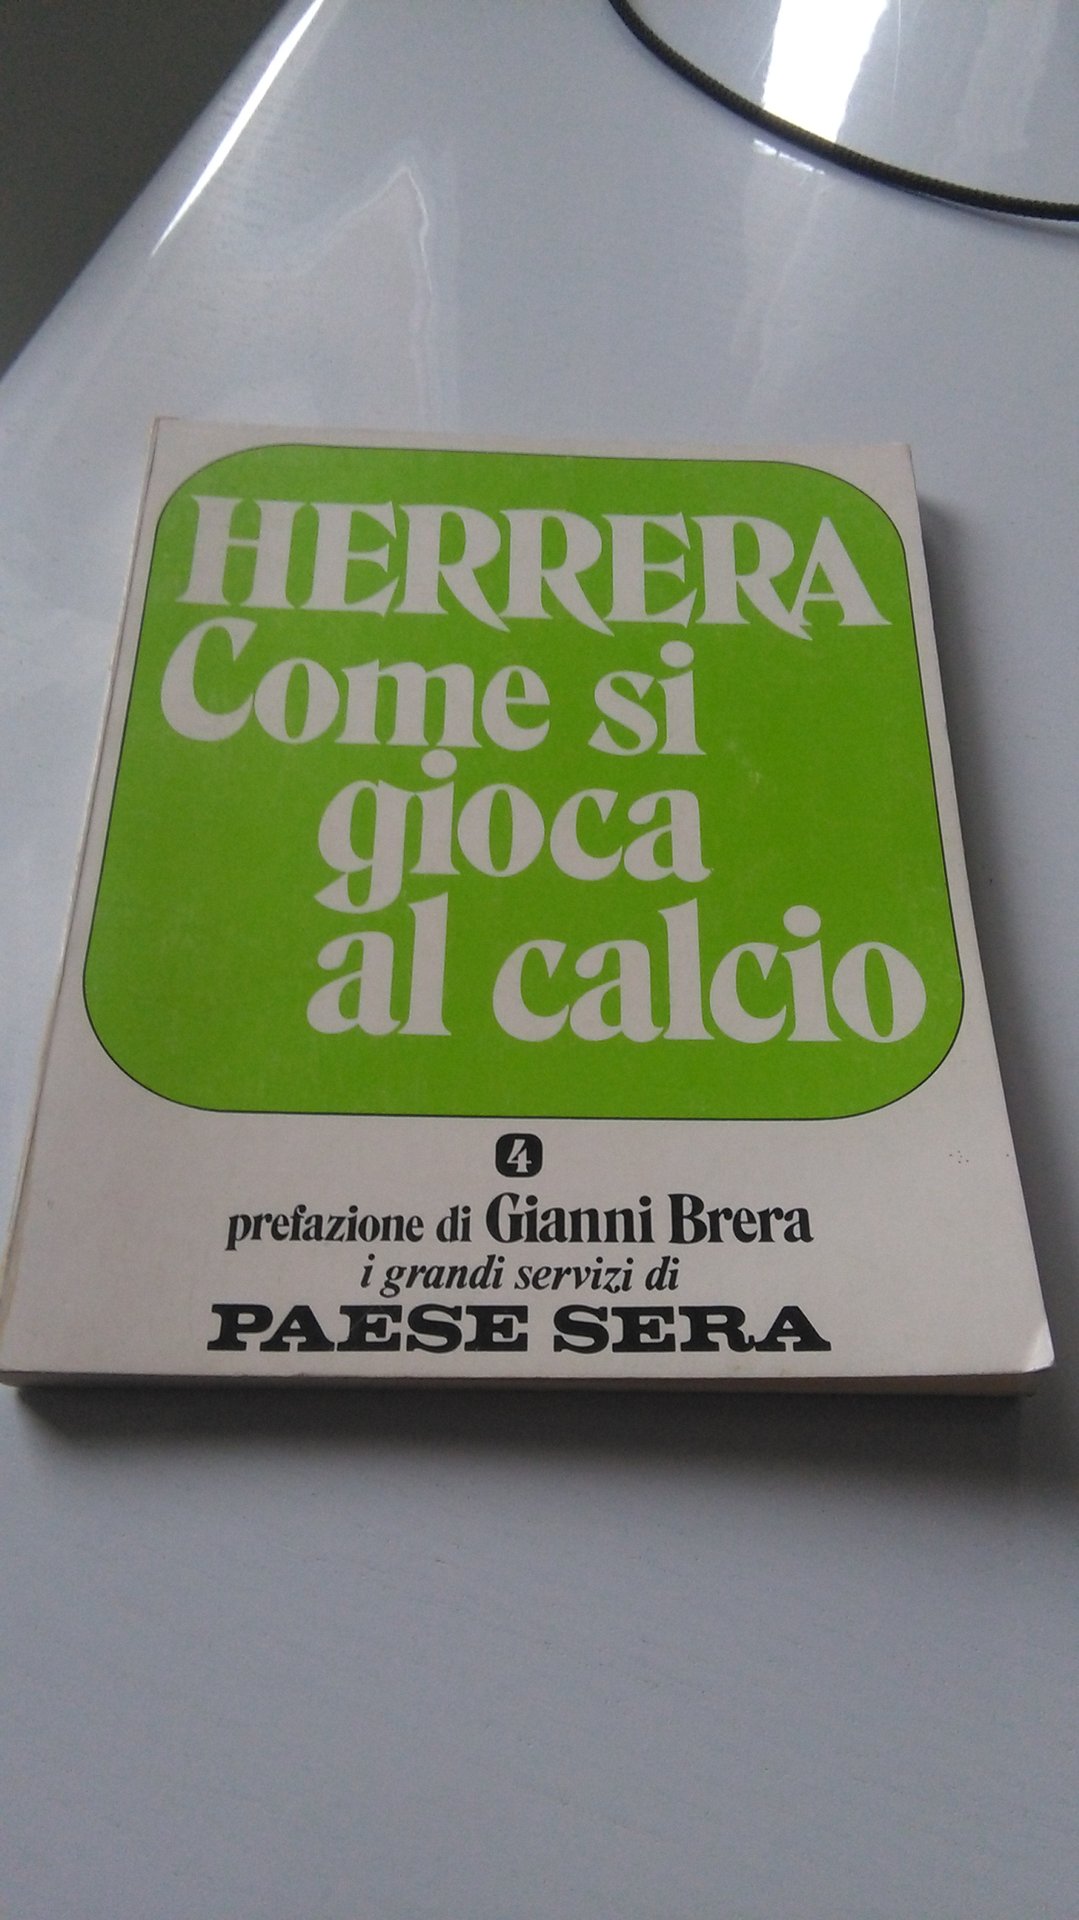 HERRERA
Come si
gioca
al calcio
4
prefazione di Gianni Brera
i grandi servizi di
PAESE SERA